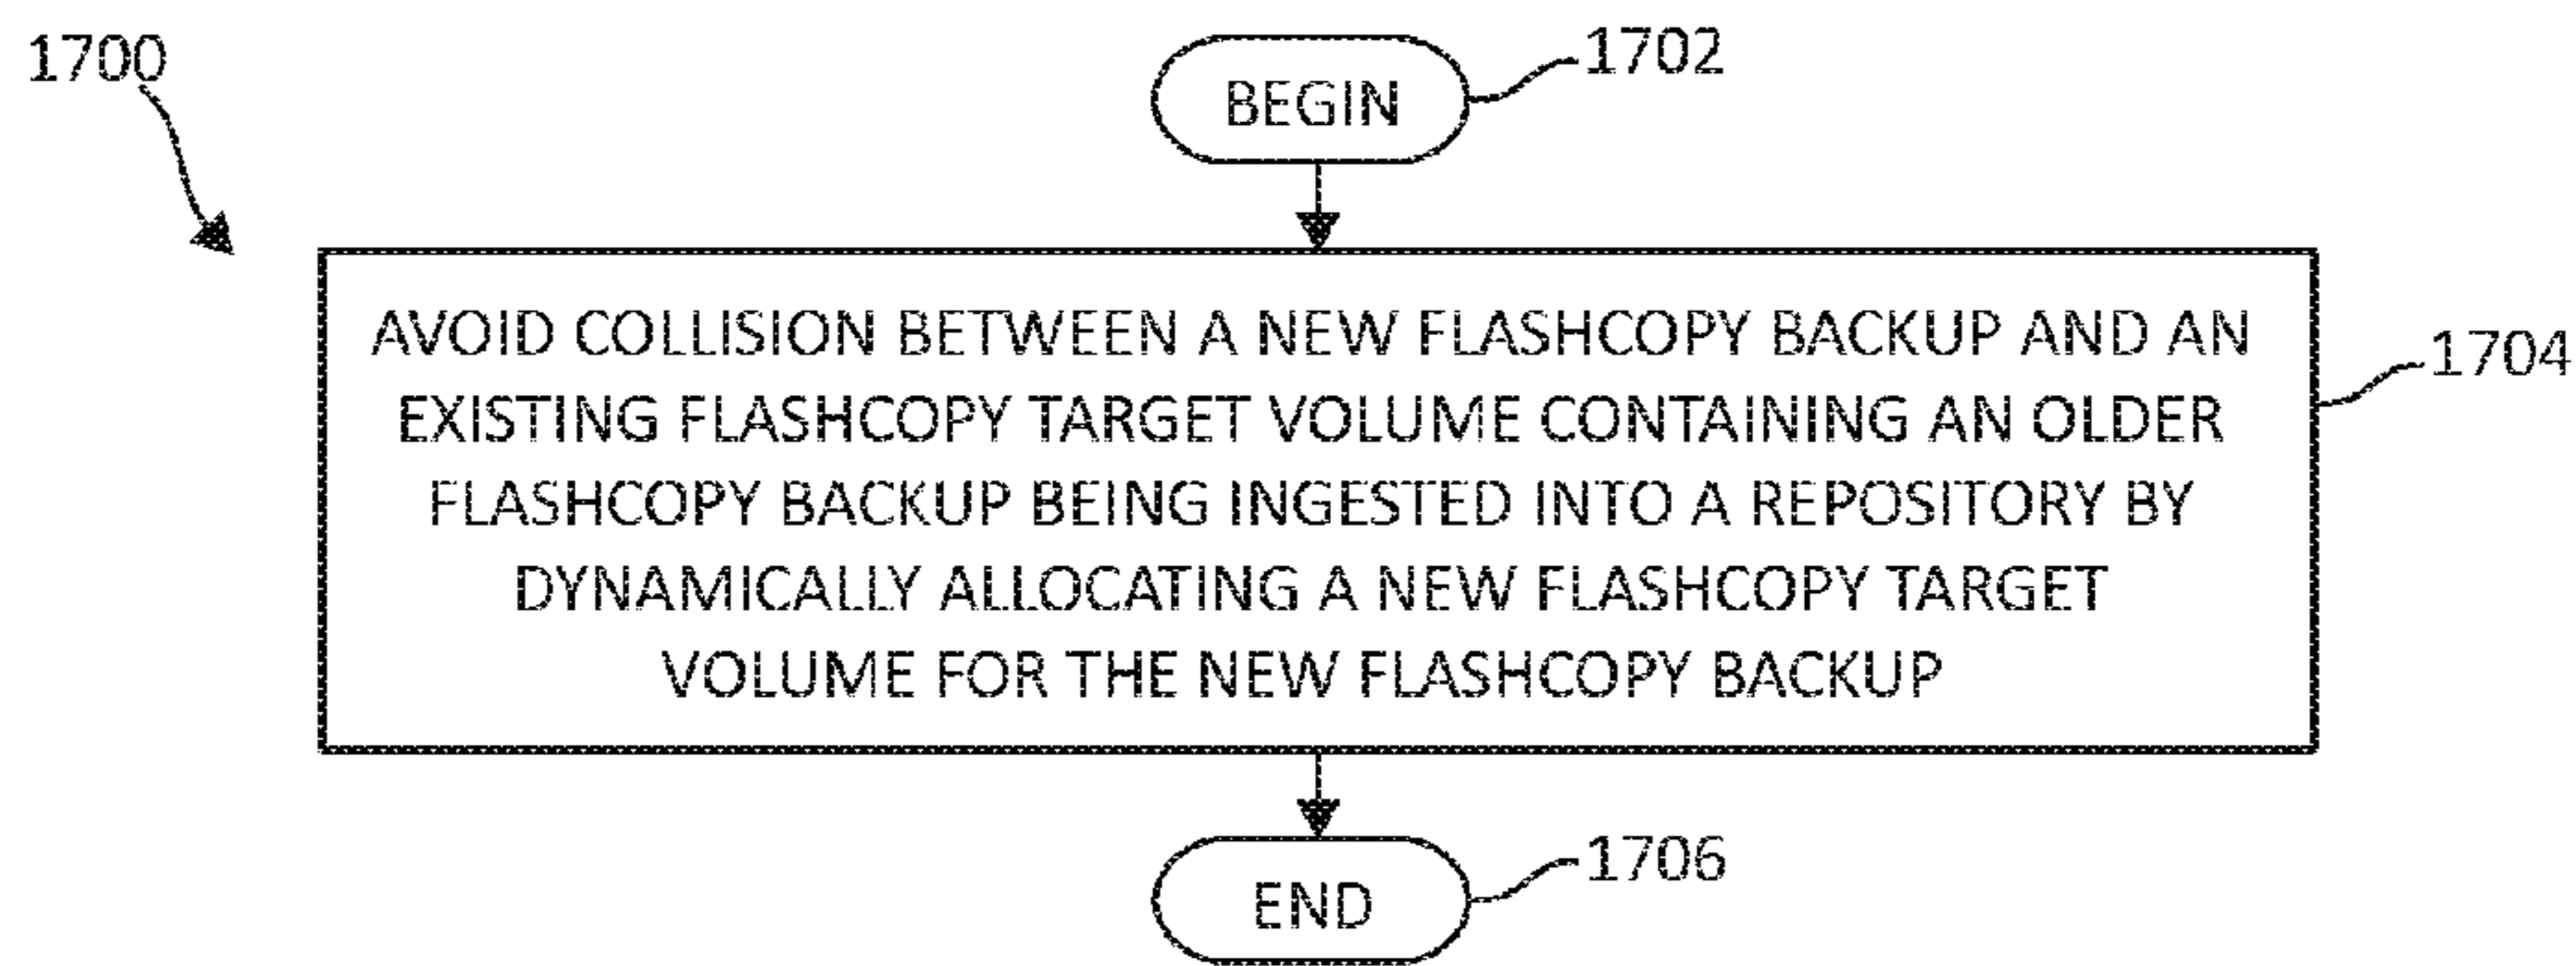 1700
BEGIN
1702
AVOID COLLISION BETWEEN A NEW FLASHCOPY BACKUP AND AN
EXISTING FLASHCOPY TARGET VOLUME CONTAINING AN OLDER
FLASHCOPY BACKUP BEING INGESTED INTO A REPOSITORY BY
DYNAMICALLY ALLOCATING A NEW FLASHCOPY TARGET
VOLUME FOR THE NEW FLASHCOPY BACKUP
1704
END
1706